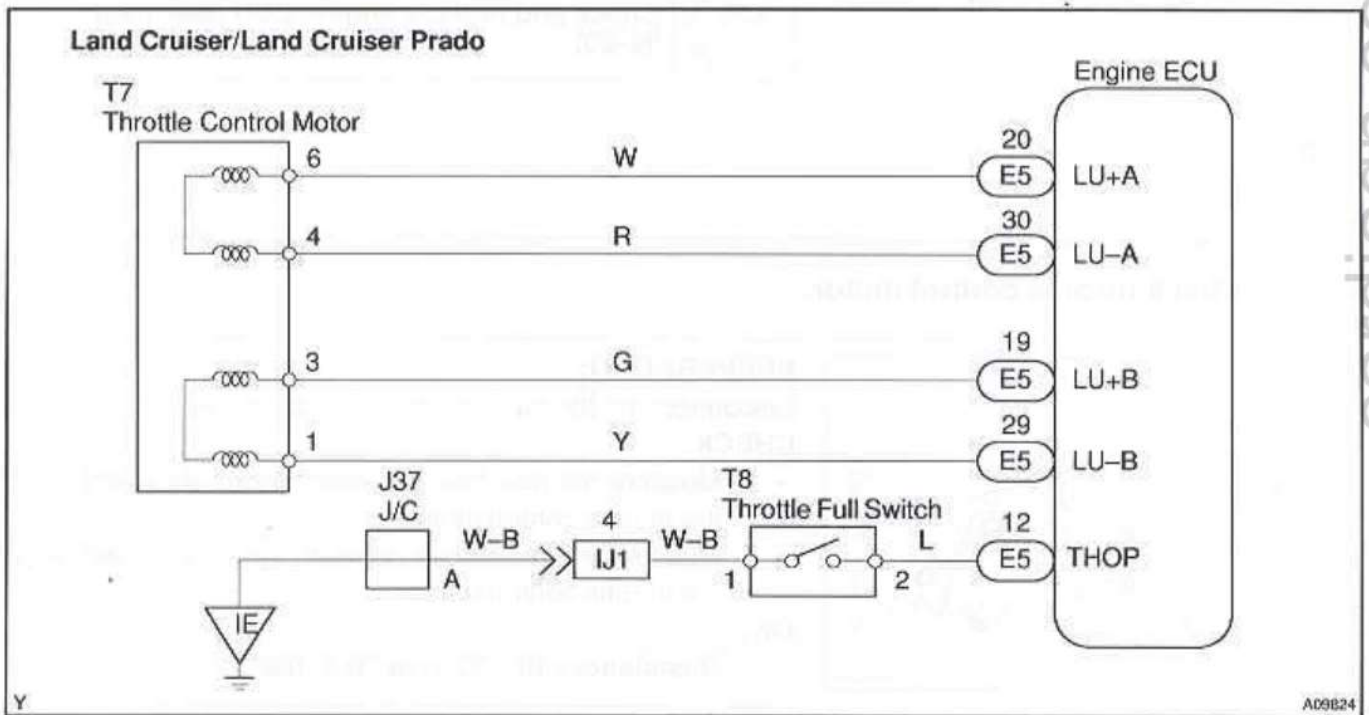 Land Cruiser/Land Cruiser Prado
T7
Throttle Control Motor
Engine ECU
6 W 20 E5 LU+A
4 R 30 E5 LU–A
3 G 19 E5 LU+B
1 Y 29 E5 LU–B
J37
J/C
T8
Throttle Full Switch
A W–B 4 IJ1 W–B 1 2 L 12 E5 THOP
IE
Y
A09824